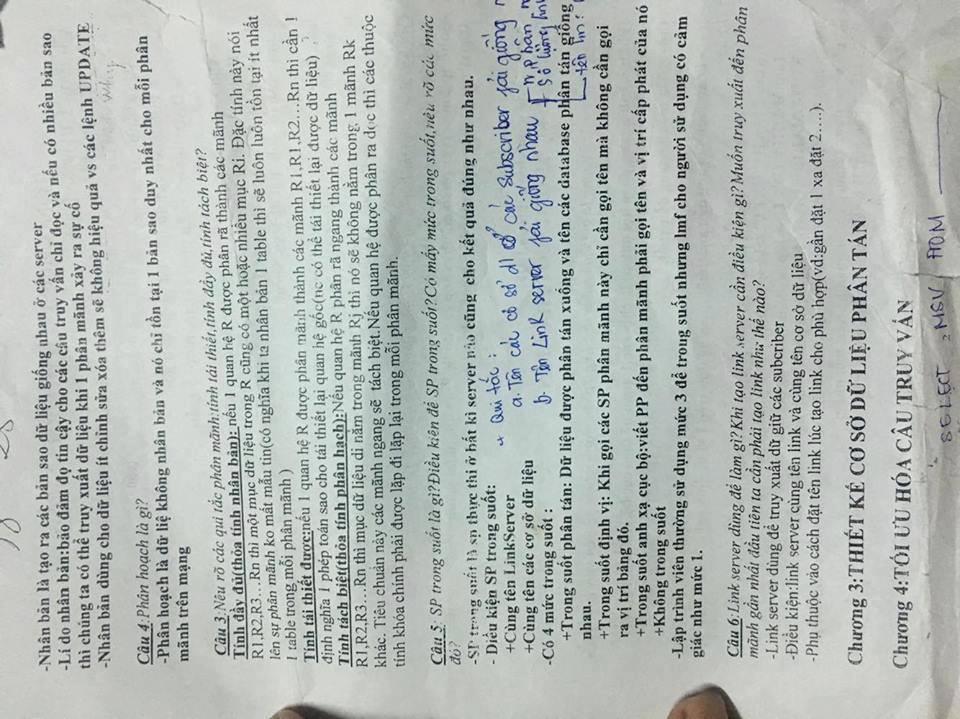 -Nhân bản là tạo ra các bản sao dữ liệu giống nhau ở các server
-Lí do nhân bản:bảo đảm đọ tin cậy cho các câu truy vấn chỉ đọc và nếu có nhiều bản sao
thì chúng ta có thể truy xuất dữ liệu khi 1 phân mãnh xảy ra sự cố
-Nhân bản dùng cho dữ liệu ít chỉnh sửa xóa thêm sẽ không hiệu quả vs các lệnh UPDATE
Câu 4:Phân hoạch là gì?
-Phân hoạch là dữ liệ không nhân bản và nó chỉ tồn tại 1 bản sao duy nhất cho mỗi phân
mãnh trên mạng
Câu 3:Nêu rõ các qui tắc phân mãnh:tính tái thiết,tính đầy đủ,tính tách biệt?
Tính đầy đủ(thỏa tính nhân bản): nếu 1 quan hệ R được phân rã thành các mãnh
R1,R2,R3…Rn thì một mục dữ liệu trong R cũng có một hoặc nhiều mục Ri. Đặc tính này nói
lên sự phân mãnh ko mất mẫu tin(có nghĩa khi ta nhân bản 1 table thì sẽ luôn luôn tồn tại ít nhất
1 table trong mỗi phân mãnh )
Tính tái thiết được:nếu 1 quan hệ R được phân mãnh thành các mãnh R1,R1,R2…Rn thì cần 1
định nghĩa 1 phép toán sao cho tái thiết lại quan hệ gốc(nc có thể tái thiết lại được dữ liệu)
Tính tách biệt(thỏa tính phân hạch):Nếu quan hệ R phân rã ngang thành các mãnh
R1,R2,R3…Rn thì mục dữ liệu di nằm trong mãnh Rj thì nó sẽ không nằm trong 1 mãnh Rk
khác. Tiêu chuẩn này các mãnh ngang sẽ tách biệt.Nếu quan hệ được phân ra dọc thì các thuộc
tính khóa chính phải được lặp đi lặp lại trong mỗi phân mãnh.
Câu 5: SP trong suốt là gì?Điều kiên để SP trong suốt?Có mấy mức trong suốt,nêu rõ các mức
đó?
-SP trong suốt là sp thực thi ở bất kì server nào cũng cho kết quả đúng như nhau.
- Điều kiện SP trong suốt:
+Cùng tên LinkServer
+Cùng tên các cơ sở dữ liệu
+ Qui tắc :
a. Tên các cơ sở dl ở các Subscriber fải giống
b. Tên Link server fải giống nhau
n.phân
Số lượng
tên
-Có 4 mức trong suốt :
+Trong suốt phân tán: Dữ liệu được phân tán xuống và tên các database phân tán giống
nhau.
+Trong suốt định vị: Khi gọi các SP phân mãnh này chỉ cần gọi tên mà không cần gọi
ra vị trí bảng đó.
+Trong suốt anh xạ cục bộ:viết PP đến phân mãnh phải gọi tên và vị trí cấp phát của nó
+Không trong suốt
-Lập trình viên thường sử dụng mức 3 để trong suốt nhưng lmf cho người sử dụng có cảm
giác như mức 1.
Câu 6:Link server dùng để làm gì?Khi tạo link server cần điều kiện gì?Muốn truy xuất đến phân
mãnh gần nhất đầu tiên ta cần phải tạo link như thế nào?
-Link server dùng để truy xuất dữ giữ các subcriber
-Điều kiện:link server cùng tên link và cùng tên cơ sở dữ liệu
-Phụ thuộc vào cách đặt tên link lúc tạo link cho phù hợp(vd:gần đặt 1 xa đặt 2….).
Chương 3:THIẾT KẾ CƠ SỞ DỮ LIỆU PHÂN TÁN
Chương 4:TỐI ƯU HÓA CÂU TRUY VẤN
SELECT MSV